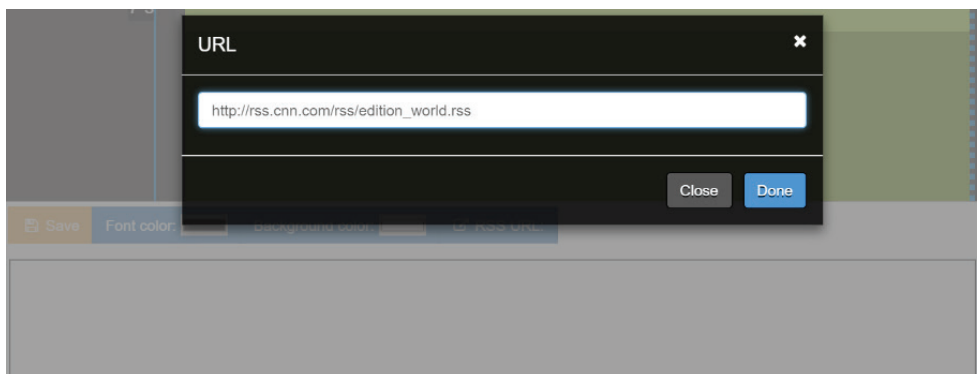 URL ✖
http://rss.cnn.com/rss/edition_world.rss
Close Done
Save Font color: Background color: RSS URL: